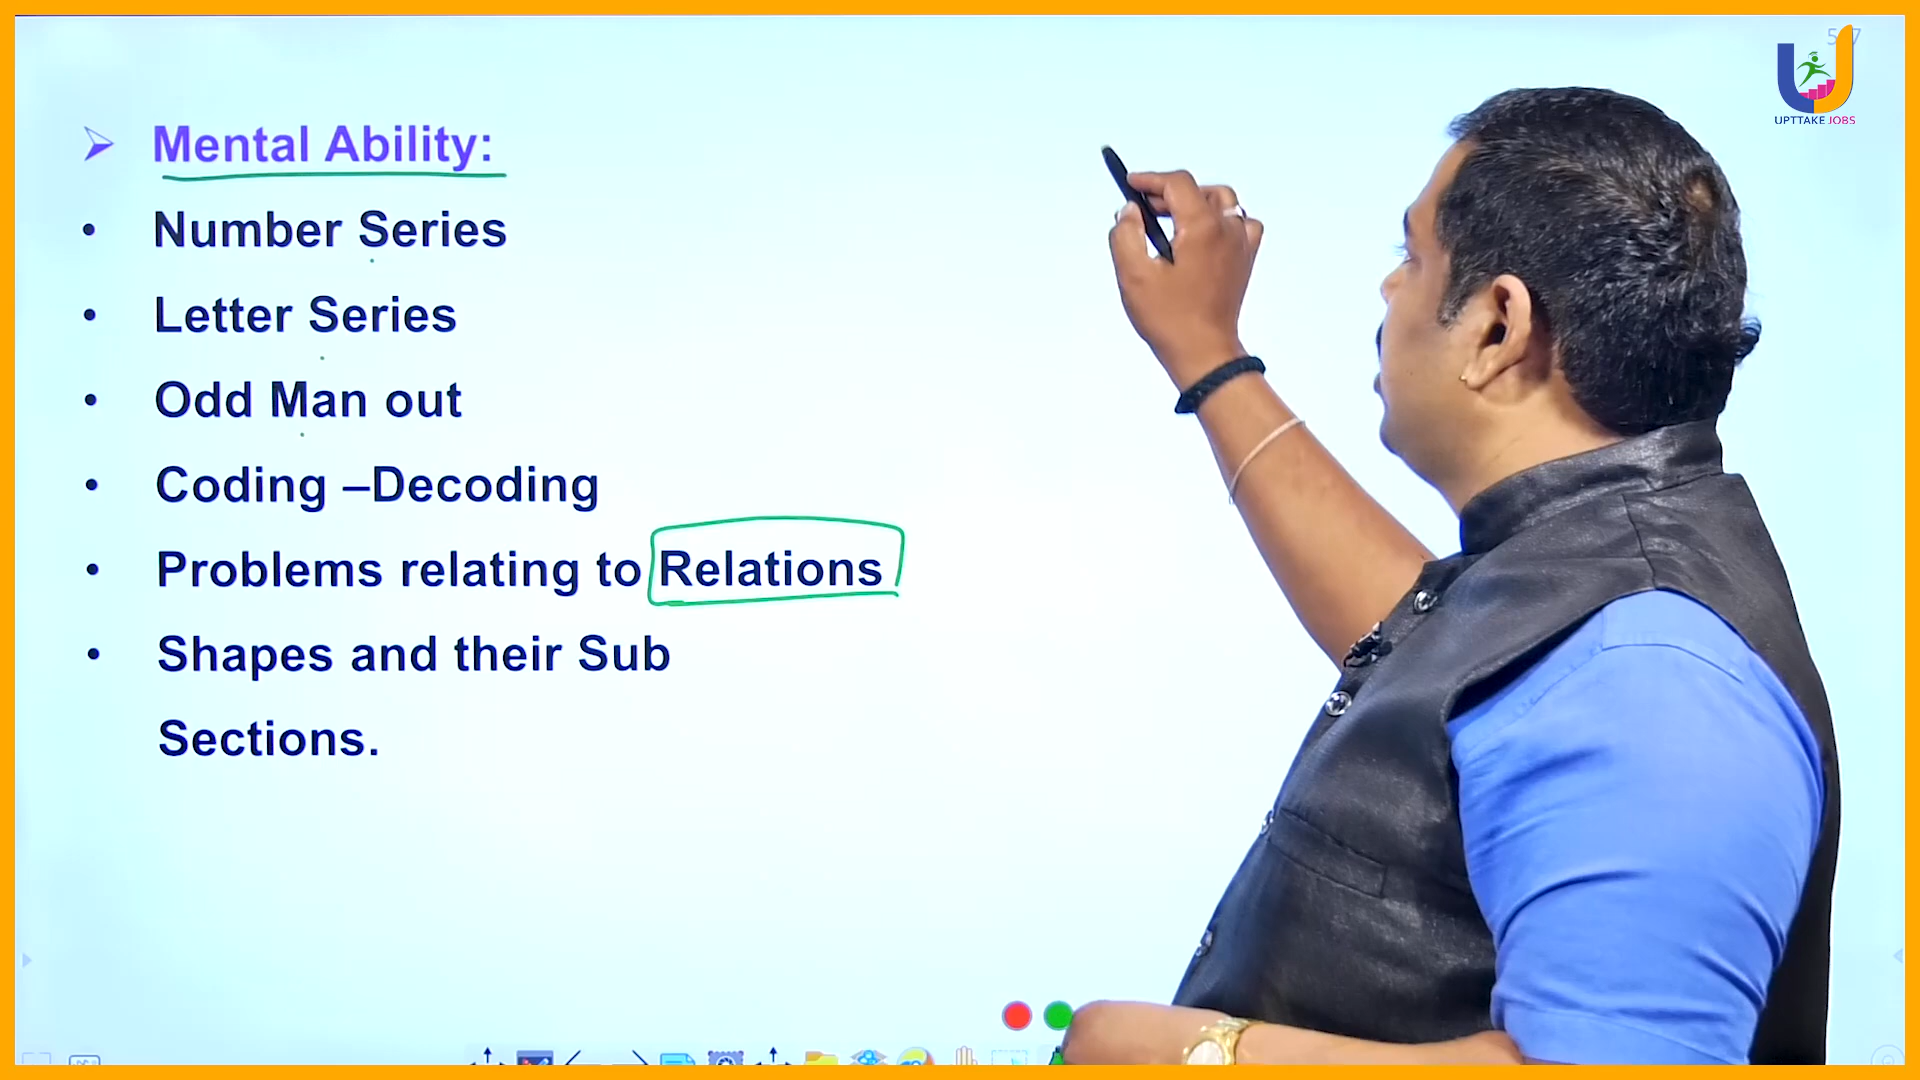 UPTTAKE JOBS
➢ Mental Ability:
• Number Series
• Letter Series
• Odd Man out
• Coding –Decoding
• Problems relating to Relations
• Shapes and their Sub
Sections.